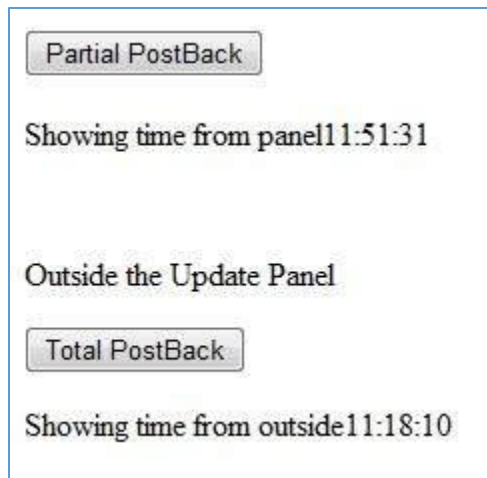 Partial PostBack
Showing time from panel11:51:31
Outside the Update Panel
Total PostBack
Showing time from outside11:18:10